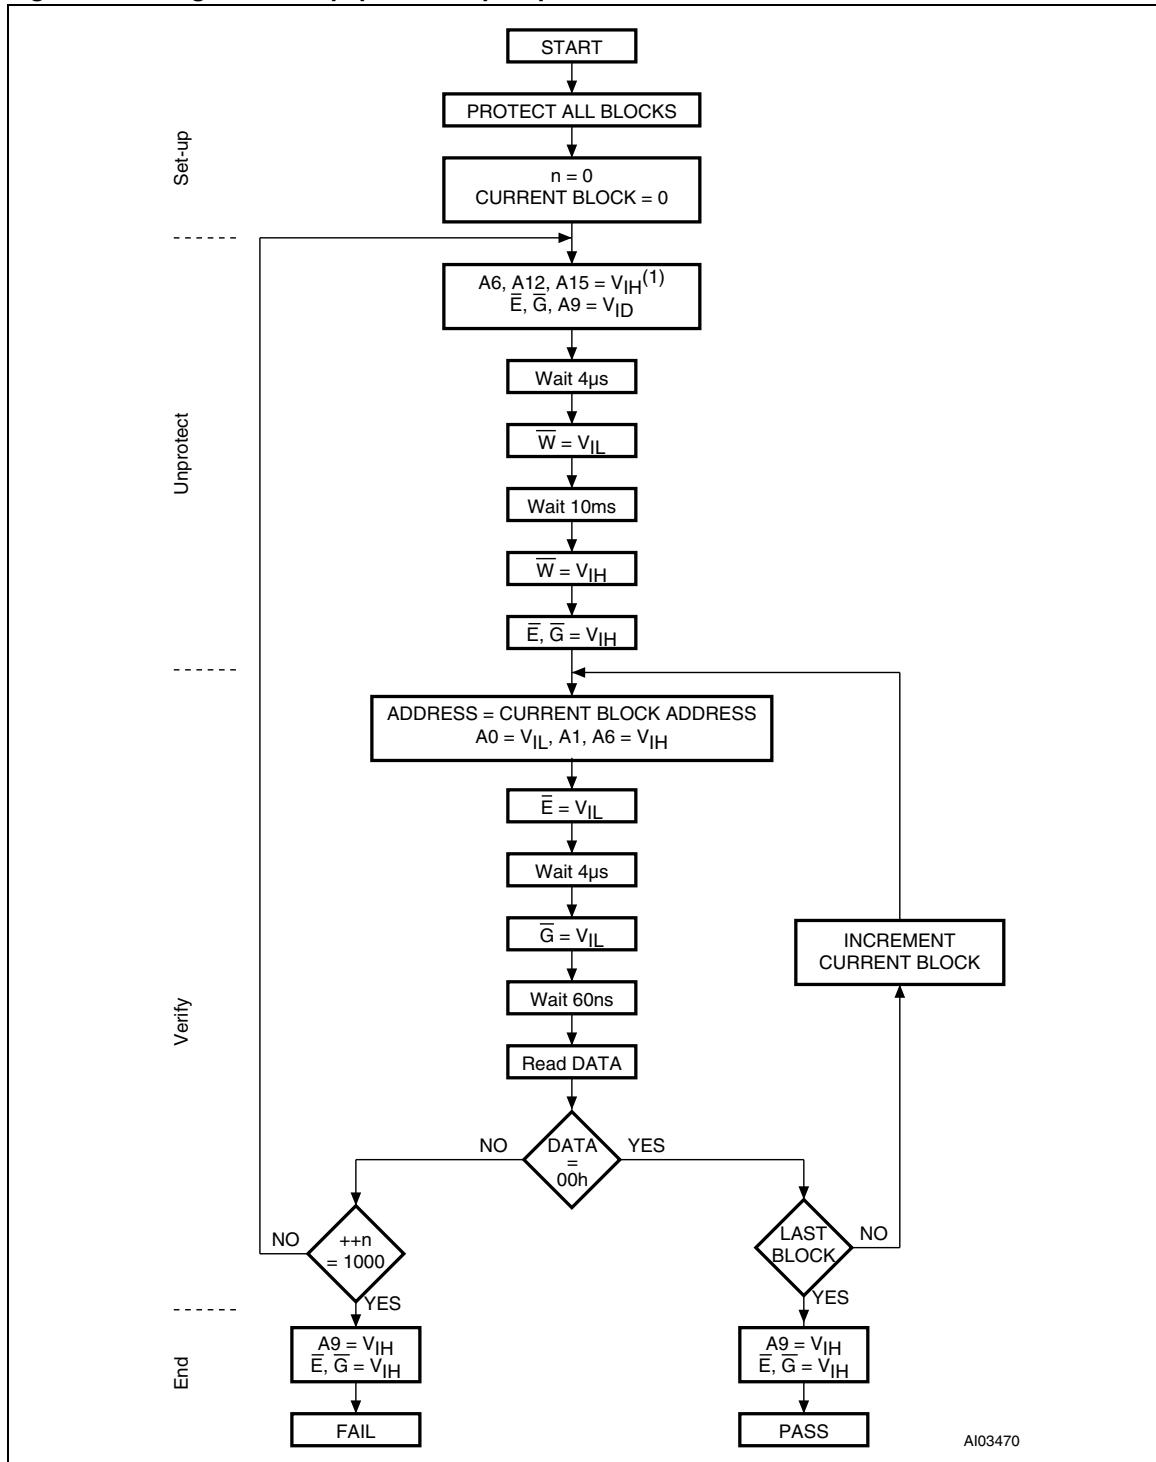 START
PROTECT ALL BLOCKS
Set-up
n = 0
CURRENT BLOCK = 0
A6, A12, A15 = VIH(1)
E̅, G̅, A9 = VID
Wait 4µs
Unprotect
W̅ = VIL
Wait 10ms
W̅ = VIH
E̅, G̅ = VIH
ADDRESS = CURRENT BLOCK ADDRESS
A0 = VIL, A1, A6 = VIH
E̅ = VIL
Wait 4µs
G̅ = VIL
INCREMENT
CURRENT BLOCK
Wait 60ns
Verify
Read DATA
NO
DATA
=
00h
YES
NO
++n
= 1000
YES
LAST
BLOCK
NO
YES
End
A9 = VIH
E̅, G̅ = VIH
A9 = VIH
E̅, G̅ = VIH
FAIL
PASS
AI03470